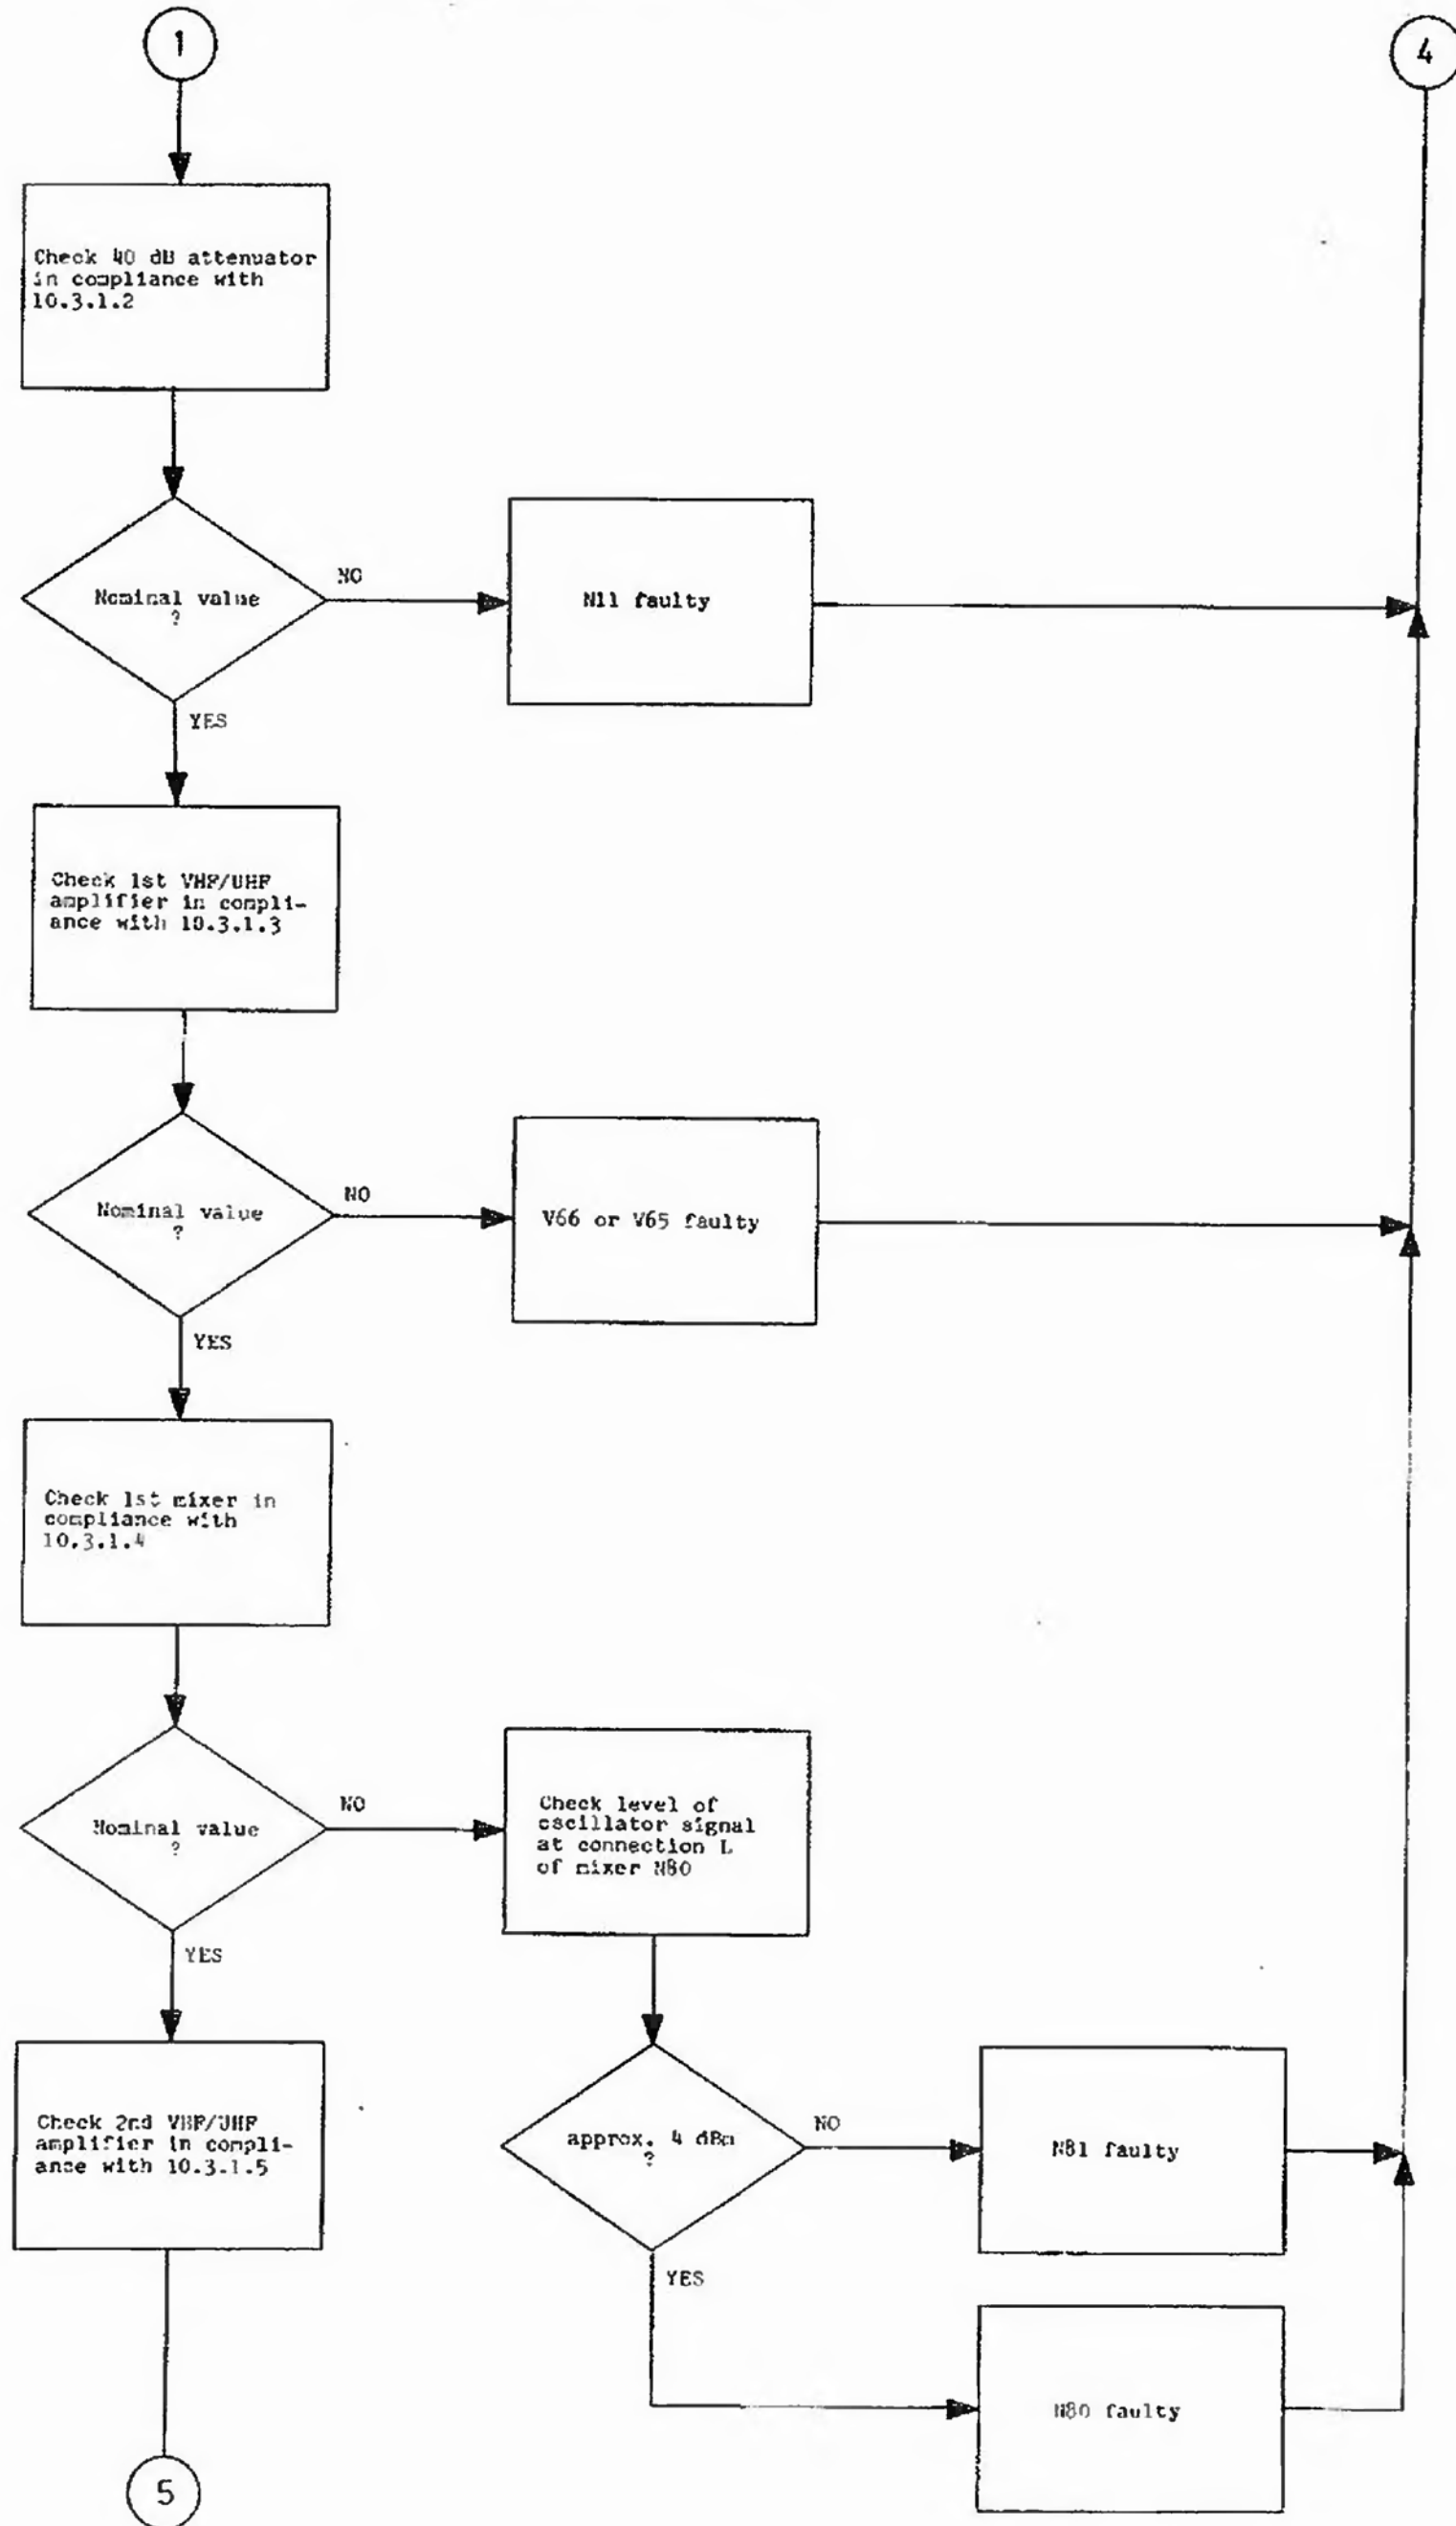 1
4
Check 40 dB attenuator
in compliance with
10.3.1.2
Nominal value
?
NO
N11 faulty
YES
Check 1st VHF/UHF
amplifier in compli-
ance with 10.3.1.3
Nominal value
?
NO
V66 or V65 faulty
YES
Check 1st mixer in
compliance with
10.3.1.4
Nominal value
?
NO
Check level of
oscillator signal
at connection L
of mixer N80
YES
Check 2nd VHF/UHF
amplifier in compli-
ance with 10.3.1.5
approx. 4 dBm
?
NO
N81 faulty
YES
N80 faulty
5